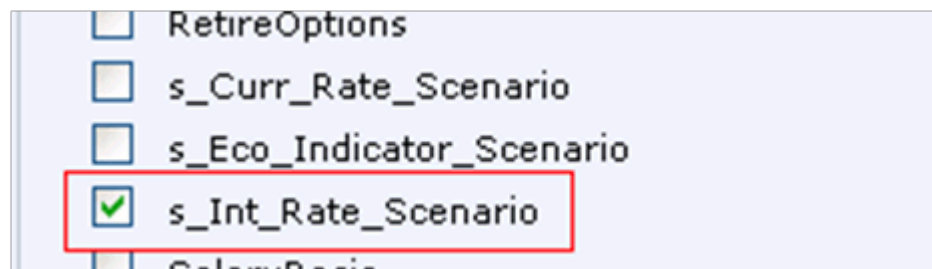 RetireOptions
s_Curr_Rate_Scenario
s_Eco_Indicator_Scenario
s_Int_Rate_Scenario